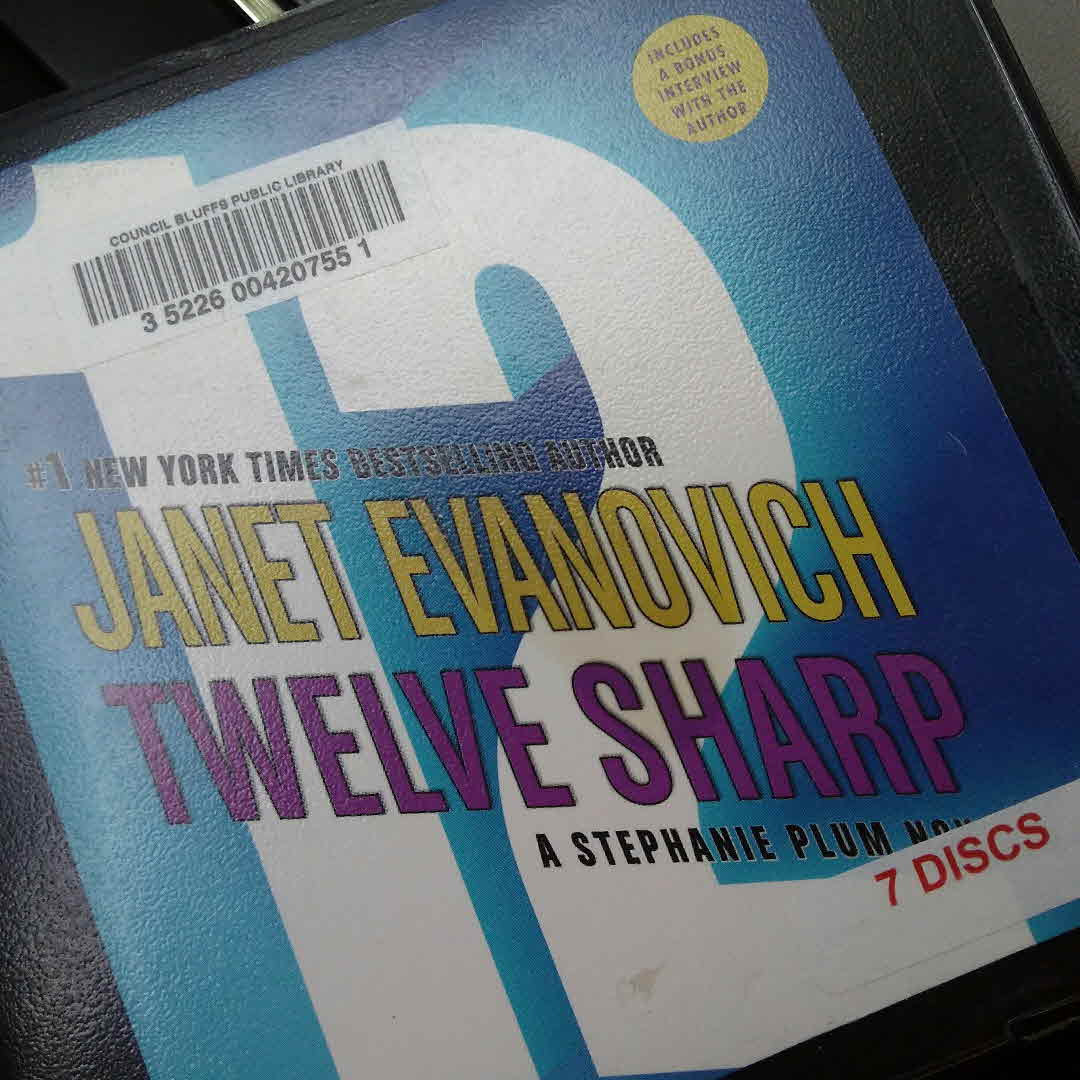 INCLUDES
A BONUS
INTERVIEW
WITH THE
AUTHOR
12
COUNCIL BLUFFS PUBLIC LIBRARY
3 5226 00420755 1
#1 NEW YORK TIMES BESTSELLING AUTHOR
JANET EVANOVICH
TWELVE SHARP
A STEPHANIE PLUM
7 DISCS